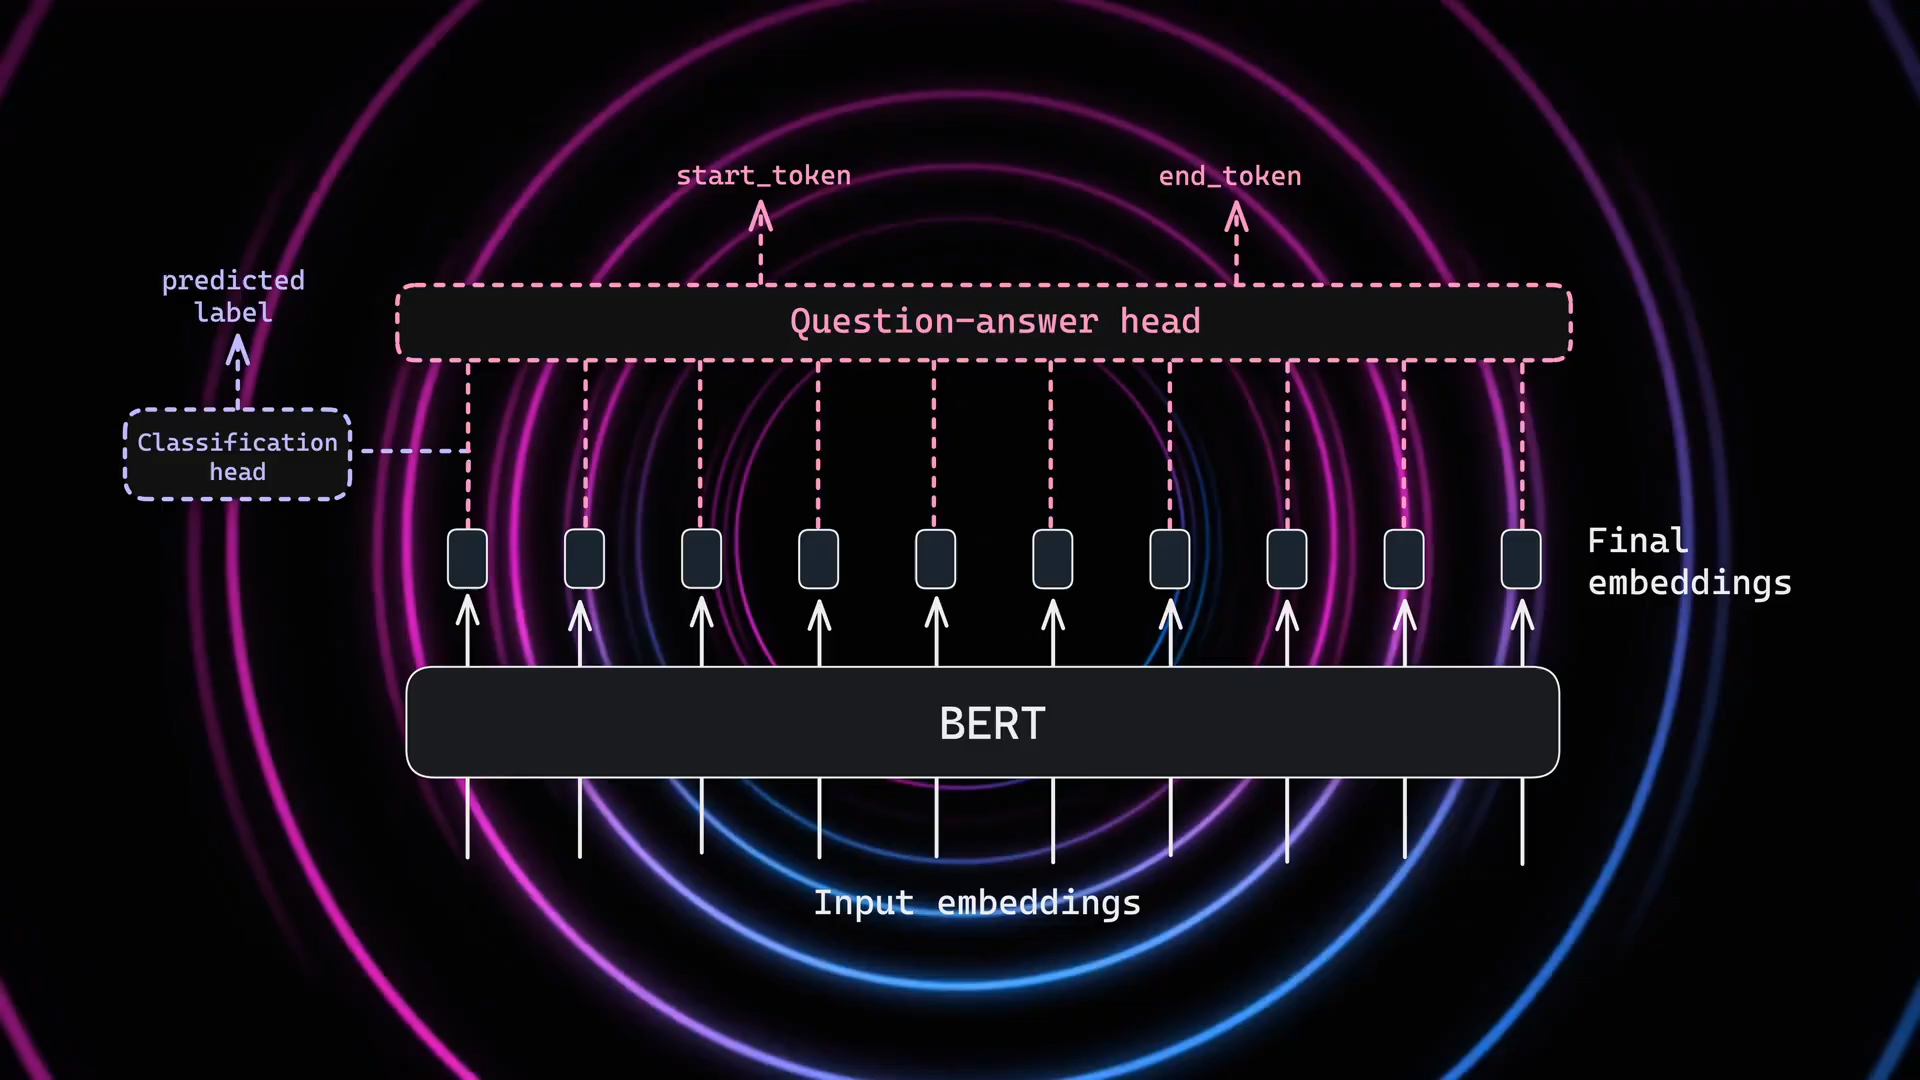 start_token
end_token
predicted
label
Question-answer head
Classification
head
Final
embeddings
BERT
Input embeddings